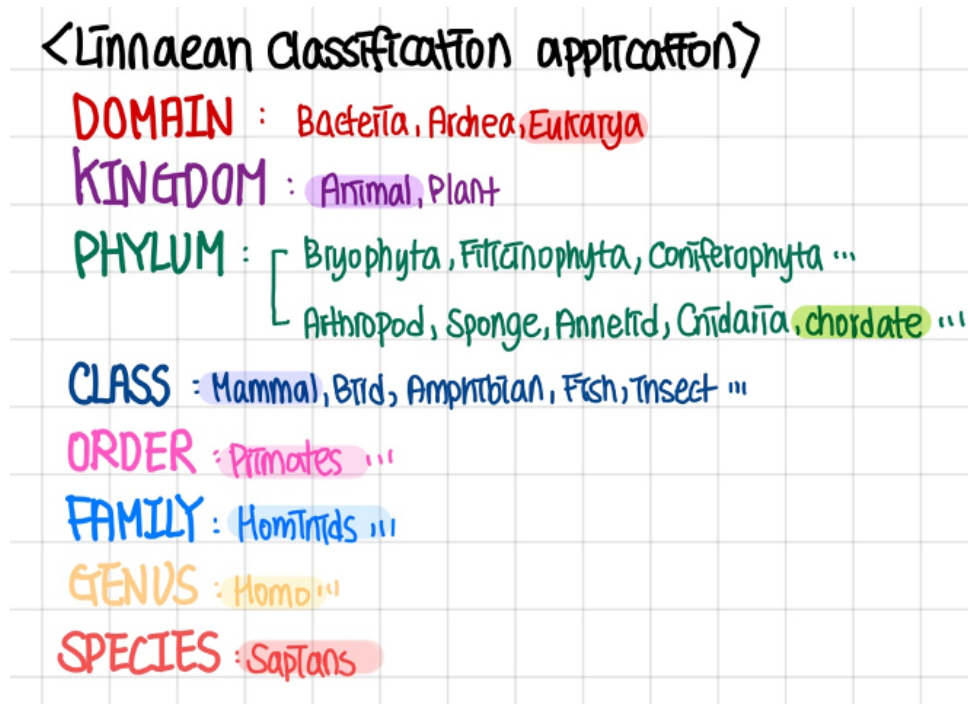 <Linnaean Classification application>
DOMAIN : Bacteria, Archea, Eukarya
KINGDOM : Animal, Plant
PHYLUM : Bryophyta, Filicinophyta, Coniferophyta ...
Arthropod, Sponge, Annelid, Cnidaria, chordate ...
CLASS : Mammal, Bird, Amphibian, Fish, Insect ...
ORDER : Primates ...
FAMILY : Hominids ...
GENUS : Homo ...
SPECIES : Sapians